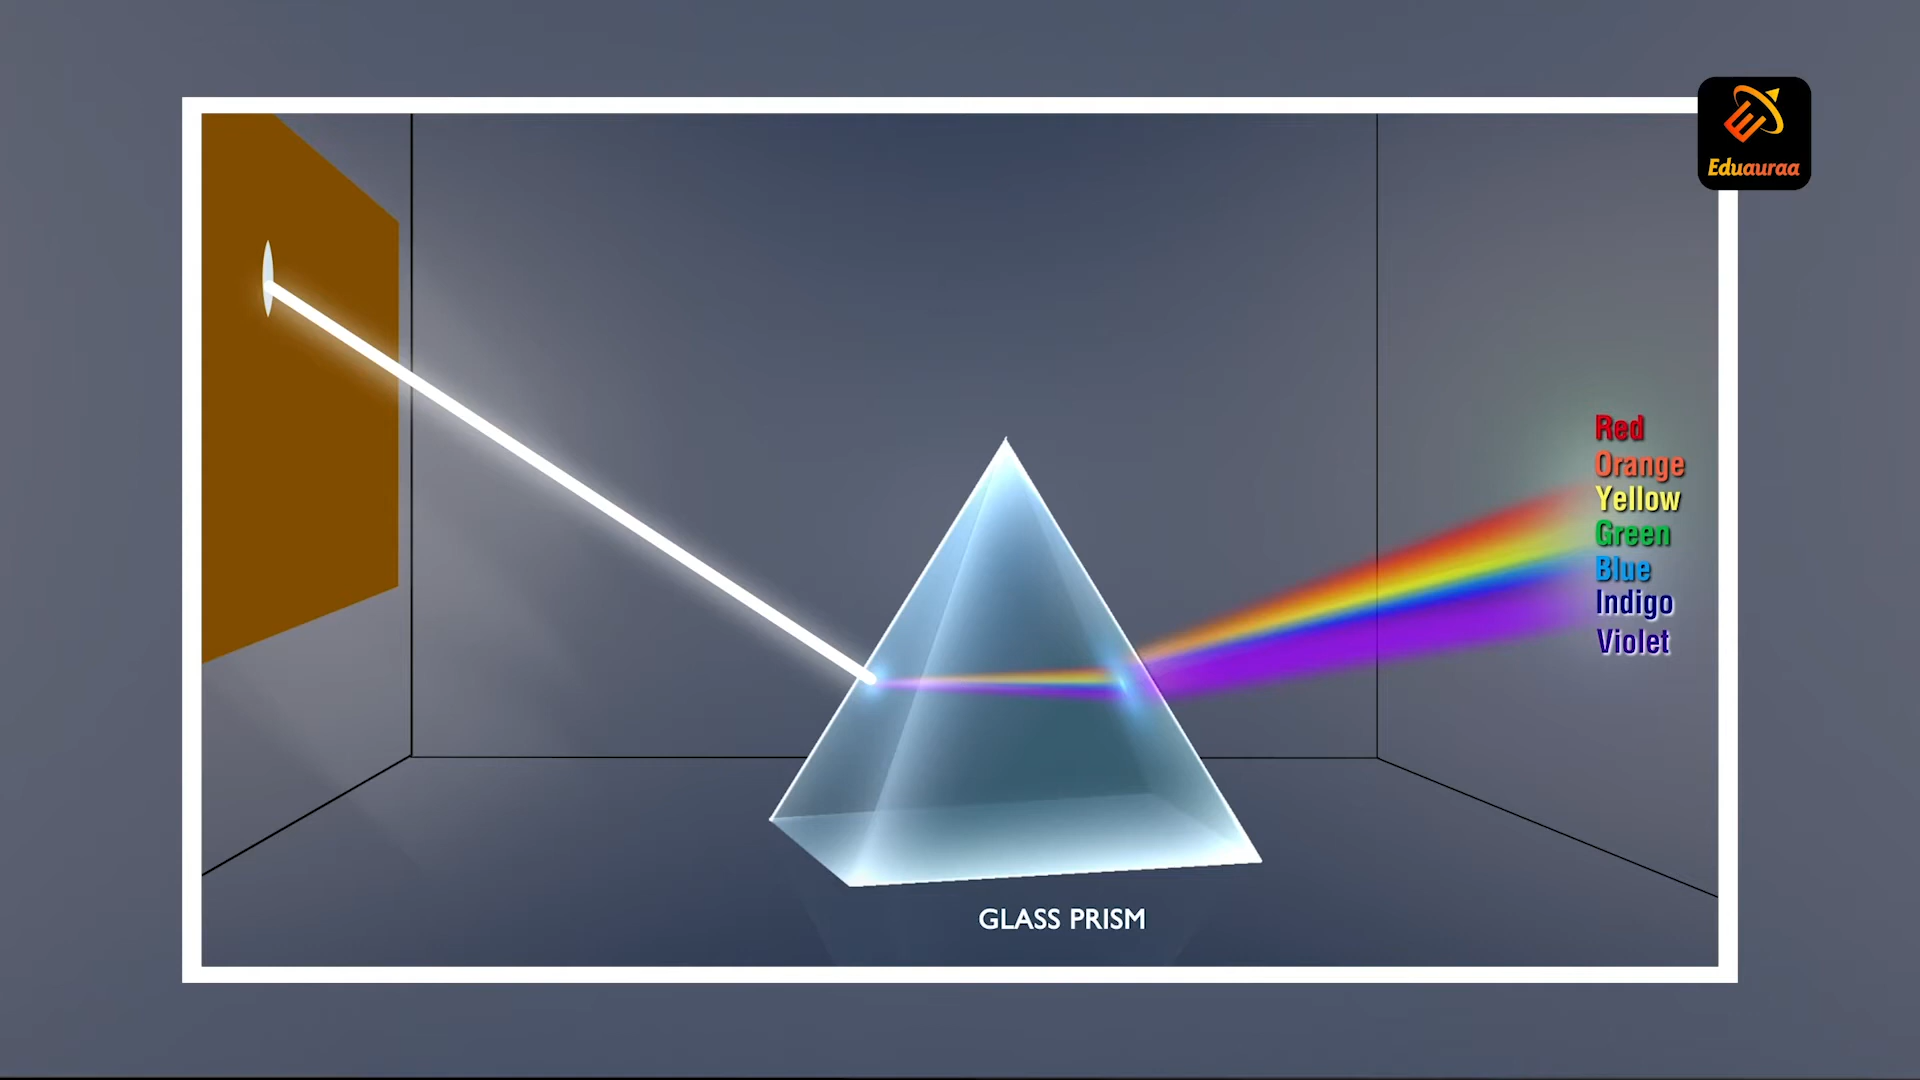 Eduauraa
Red
Orange
Yellow
Green
Blue
Indigo
Violet
GLASS PRISM